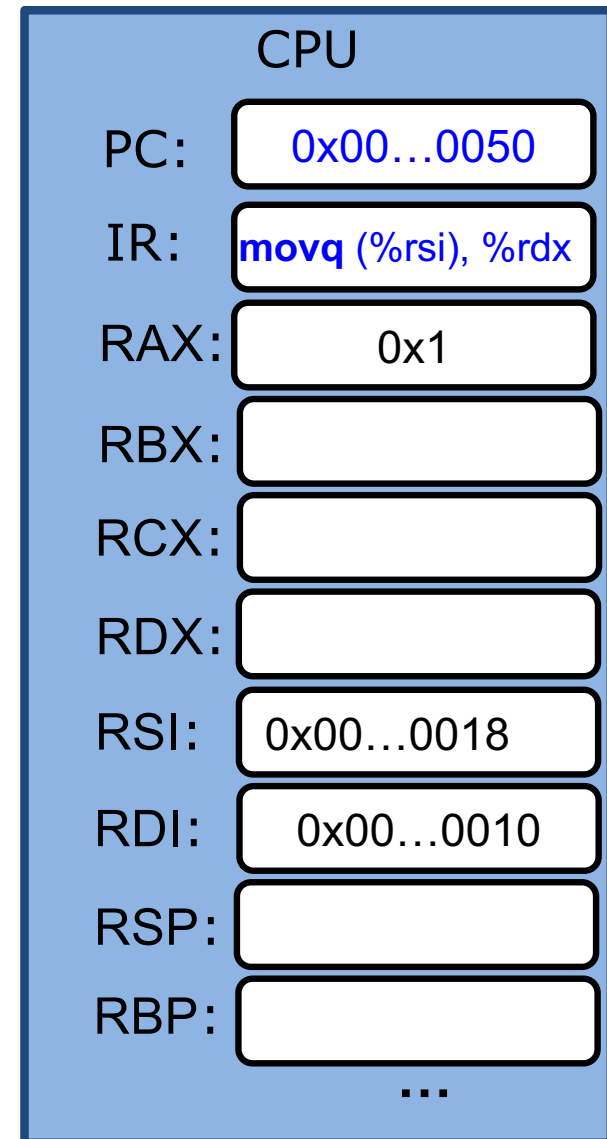 CPU
PC: 0x00…0050
IR: movq (%rsi), %rdx
RAX: 0x1
RBX:
RCX:
RDX:
RSI: 0x00…0018
RDI: 0x00…0010
RSP:
RBP:
…